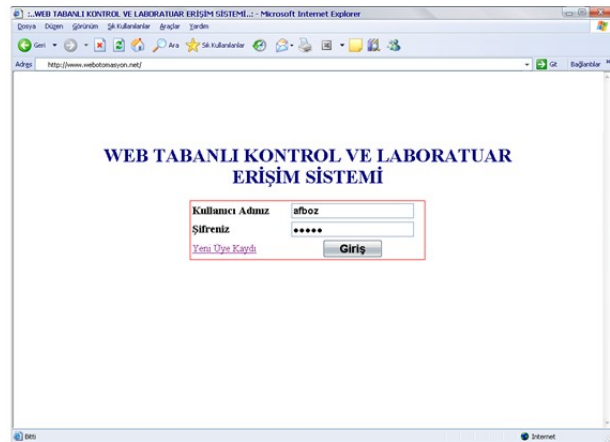 :..WEB TABANLI KONTROL VE LABORATUAR ERİŞİM SİSTEMİ..: - Microsoft Internet Explorer
Dosya Düzen Görünüm Sık Kullanılanlar Araçlar Yardım
Geri Ara Sık Kullanılanlar
Adres http://www.webotomasyon.net/ Git Bağlantılar
WEB TABANLI KONTROL VE LABORATUAR
ERİŞİM SİSTEMİ
Kullanıcı Adınız afboz
Şifreniz •••••
Yeni Üye Kaydı Giriş
Bitti Internet